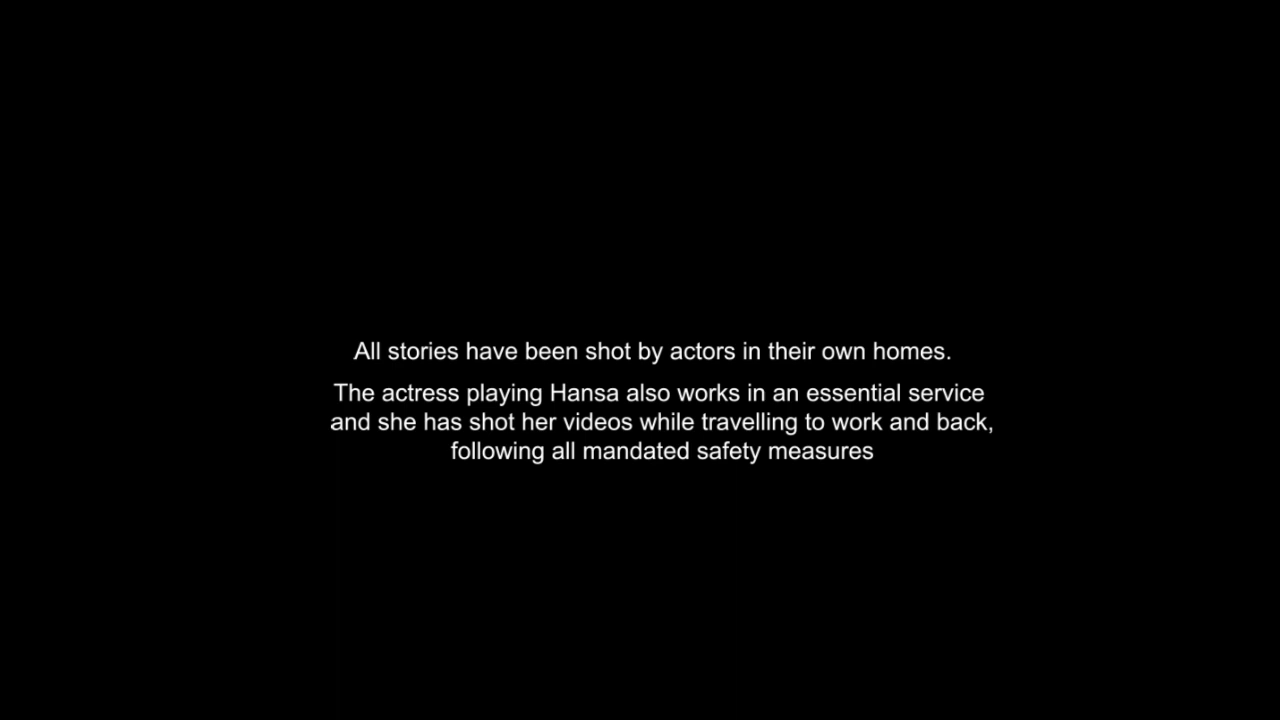 All stories have been shot by actors in their own homes.
The actress playing Hansa also works in an essential service
and she has shot her videos while travelling to work and back,
following all mandated safety measures